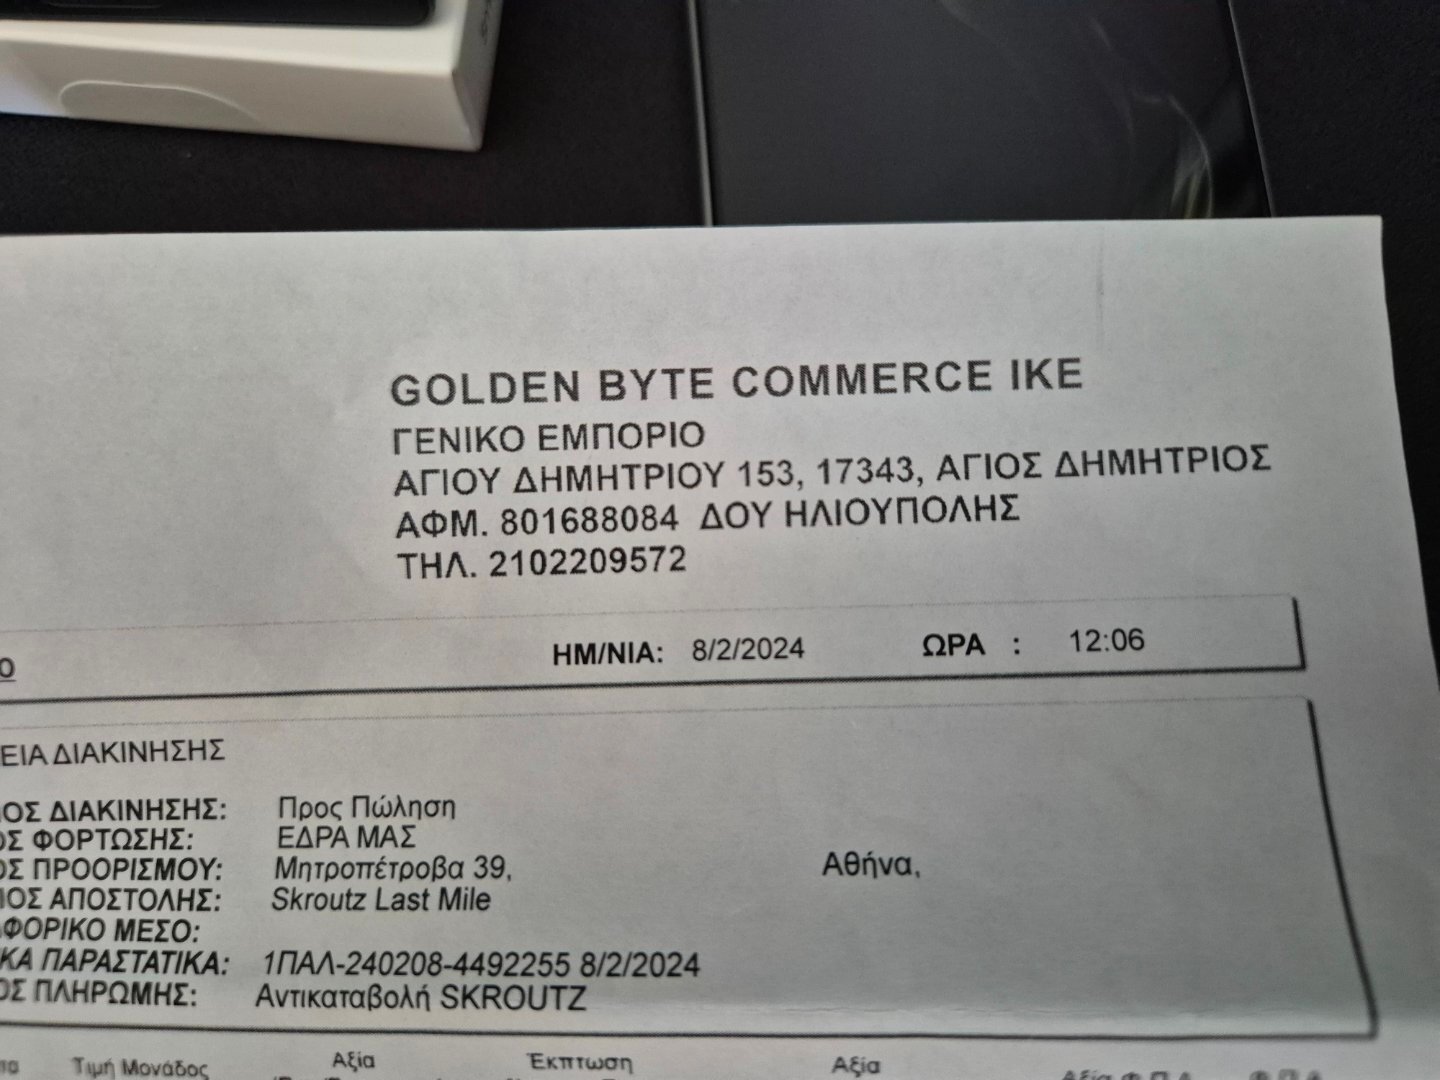 GOLDEN BYTE COMMERCE IKE
ΓΕΝΙΚΟ ΕΜΠΟΡΙΟ
ΑΓΙΟΥ ΔΗΜΗΤΡΙΟΥ 153, 17343, ΑΓΙΟΣ ΔΗΜΗΤΡΙΟΣ
ΑΦΜ. 801688084 ΔΟΥ ΗΛΙΟΥΠΟΛΗΣ
ΤΗΛ. 2102209572
ΗΜ/ΝΙΑ: 8/2/2024 ΩΡΑ : 12:06
ΕΙΑ ΔΙΑΚΙΝΗΣΗΣ
ΟΣ ΔΙΑΚΙΝΗΣΗΣ: Προς Πώληση
ΟΣ ΦΟΡΤΩΣΗΣ: ΕΔΡΑ ΜΑΣ
ΟΣ ΠΡΟΟΡΙΣΜΟΥ: Μητροπέτροβα 39, Αθήνα,
ΟΣ ΑΠΟΣΤΟΛΗΣ: Skroutz Last Mile
ΦΟΡΙΚΟ ΜΕΣΟ:
ΚΑ ΠΑΡΑΣΤΑΤΙΚΑ: 1ΠΑΛ-240208-4492255 8/2/2024
ΟΣ ΠΛΗΡΩΜΗΣ: Αντικαταβολή SKROUTZ
Τιμή Μονάδος Αξία Έκπτωση Αξία